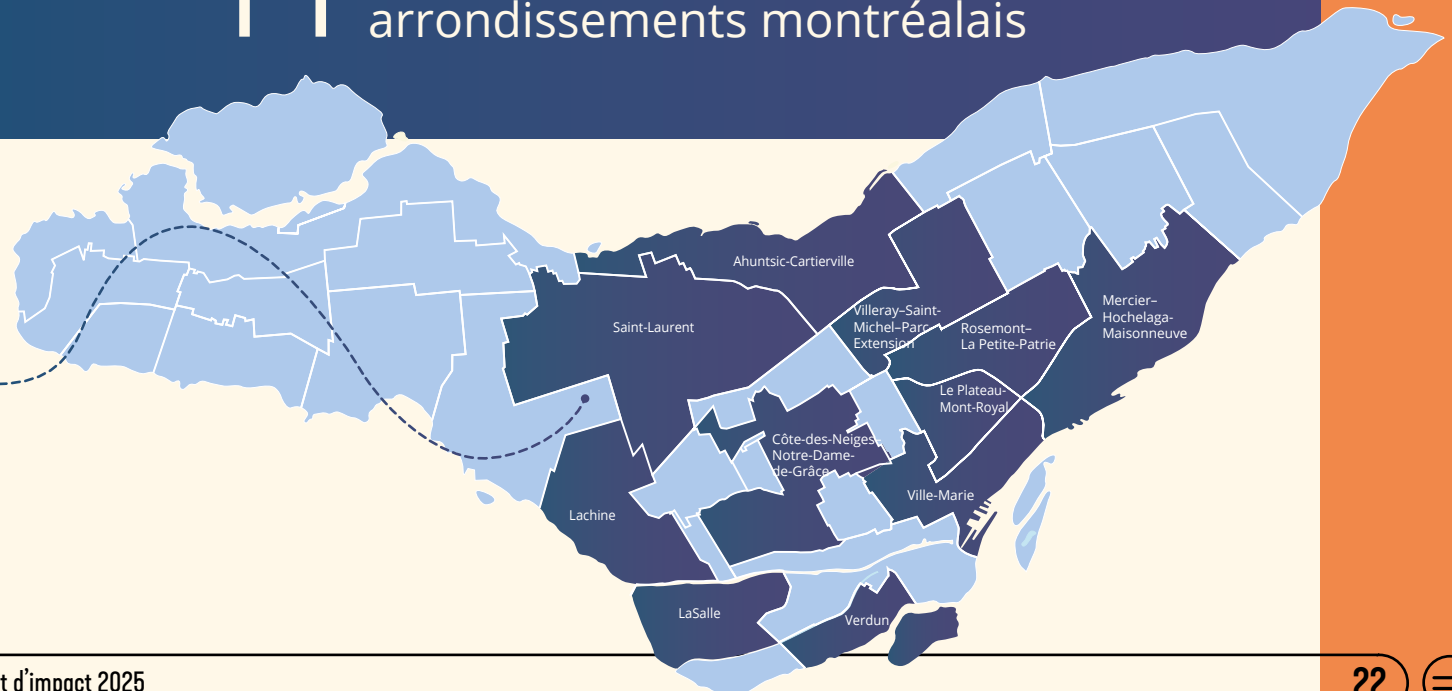 arrondissements montréalais
Ahuntsic-Cartierville
Saint-Laurent
Villeray–Saint-
Michel–Parc-
Extension
Rosemont–
La Petite-Patrie
Mercier–
Hochelaga-
Maisonneuve
Le Plateau-
Mont-Royal
Côte-des-Neiges–
Notre-Dame-
de-Grâce
Ville-Marie
Lachine
LaSalle
Verdun
t d'impact 2025
22